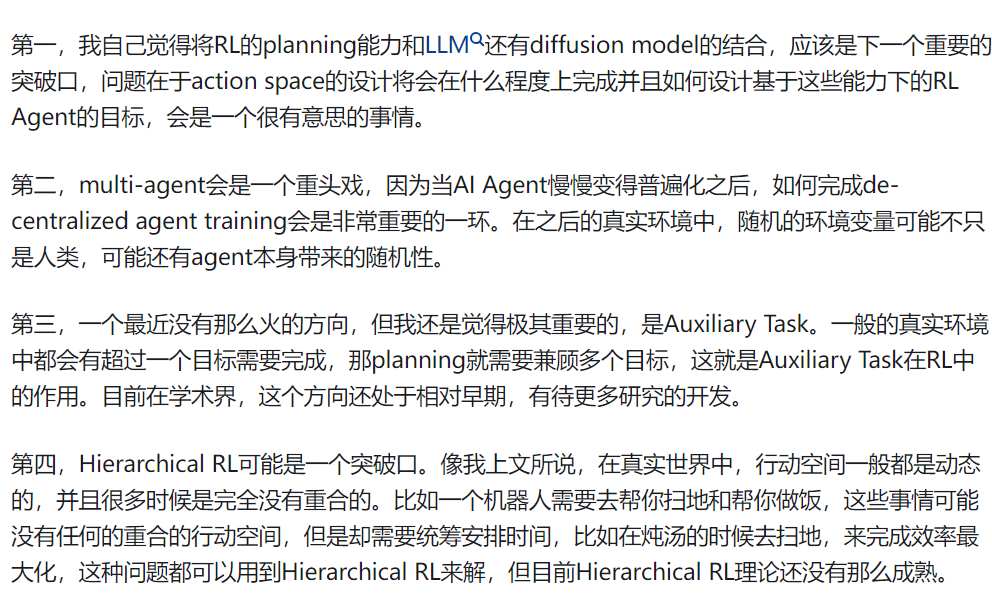 第一，我自己觉得将RL的planning能力和LLM还有diffusion model的结合，应该是下一个重要的
突破口，问题在于action space的设计将会在什么程度上完成并且如何设计基于这些能力下的RL
Agent的目标，会是一个很有意思的事情。
第二，multi-agent会是一个重头戏，因为当AI Agent慢慢变得普遍化之后，如何完成de-
centralized agent training会是非常重要的一环。在之后的真实环境中，随机的环境变量可能不只
是人类，可能还有agent本身带来的随机性。
第三，一个最近没有那么火的方向，但我还是觉得极其重要的，是Auxiliary Task。一般的真实环境
中都会有超过一个目标需要完成，那planning就需要兼顾多个目标，这就是Auxiliary Task在RL中
的作用。目前在学术界，这个方向还处于相对早期，有待更多研究的开发。
第四，Hierarchical RL可能是一个突破口。像我上文所说，在真实世界中，行动空间一般都是动态
的，并且很多时候是完全没有重合的。比如一个机器人需要去帮你扫地和帮你做饭，这些事情可能
没有任何的重合的行动空间，但是却需要统筹安排时间，比如在炖汤的时候去扫地，来完成效率最
大化，这种问题都可以用到Hierarchical RL来解，但目前Hierarchical RL理论还没有那么成熟。